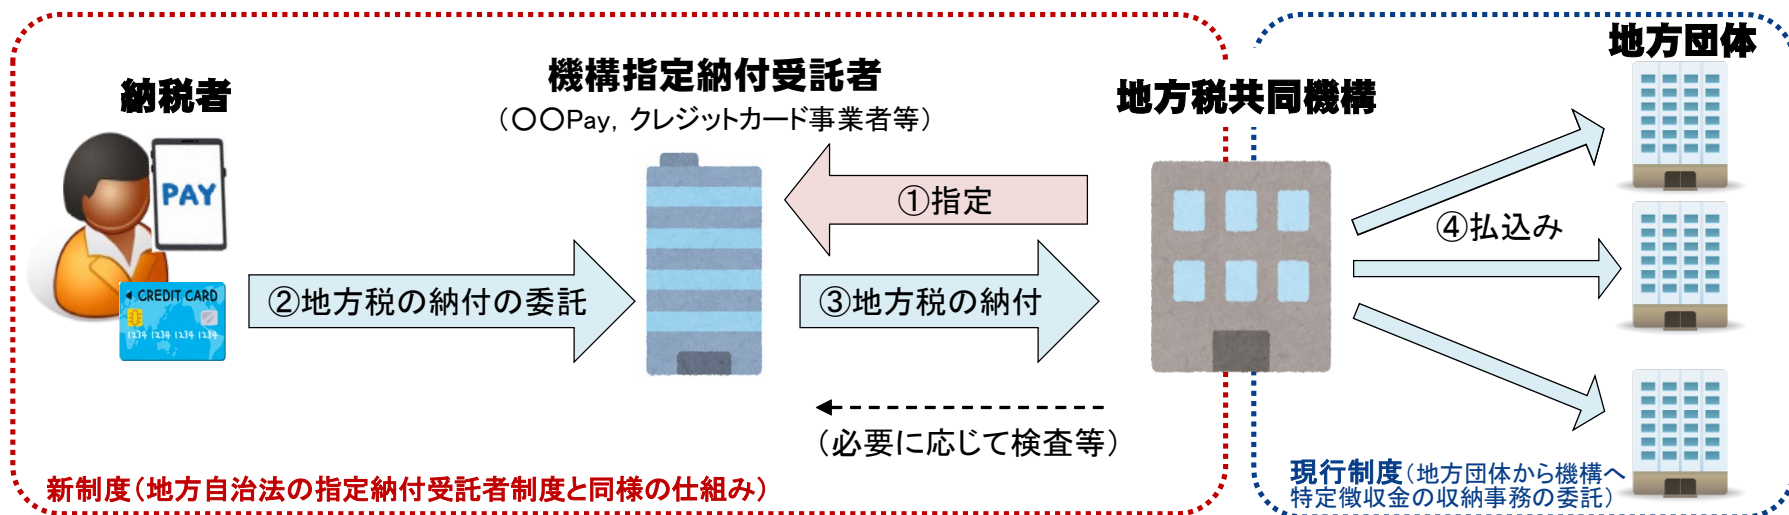 納税者
PAY
CREDIT CARD
1234 1234 1234 1234
機構指定納付受託者
（〇〇Pay，クレジットカード事業者等）
地方税共同機構
地方団体
①指定
②地方税の納付の委託
③地方税の納付
④払込み
（必要に応じて検査等）
新制度（地方自治法の指定納付受託者制度と同様の仕組み）
現行制度（地方団体から機構へ
特定徴収金の収納事務の委託）